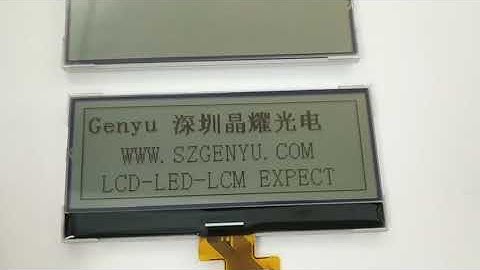 Genyu 深圳晶耀光电
WWW.SZGENYU.COM
LCD-LED-LCM EXPECT